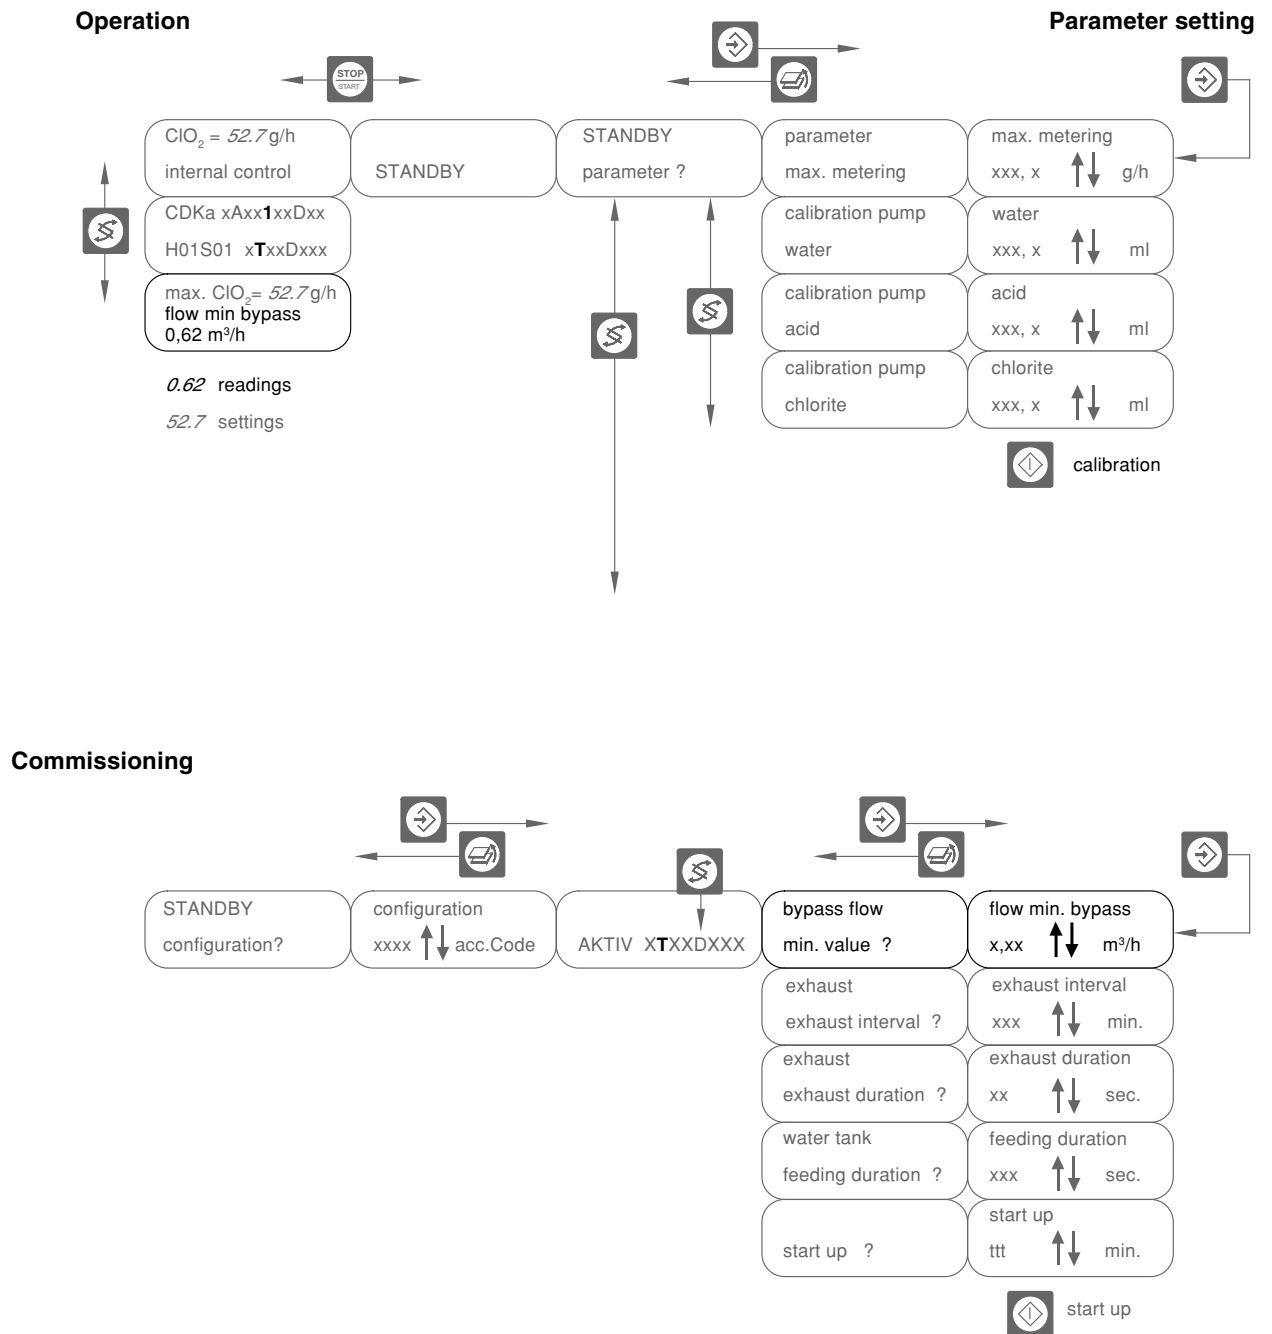 Operation
Parameter setting
STOP
START
ClO₂ = 52.7 g/h
internal control
STANDBY
STANDBY
parameter ?
parameter
max. metering
max. metering
xxx, x g/h
CDKa xAxx1xxDxx
H01S01 xTxxDxxx
calibration pump
water
water
xxx, x ml
max. ClO₂= 52.7 g/h
flow min bypass
0,62 m³/h
calibration pump
acid
acid
xxx, x ml
0.62 readings
52.7 settings
calibration pump
chlorite
chlorite
xxx, x ml
calibration
Commissioning
STANDBY
configuration?
configuration
xxxx acc.Code
AKTIV XTXXDXXX
bypass flow
min. value ?
flow min. bypass
x,xx m³/h
exhaust
exhaust interval ?
exhaust interval
xxx min.
exhaust
exhaust duration ?
exhaust duration
xx sec.
water tank
feeding duration ?
feeding duration
xxx sec.
start up ?
start up
ttt min.
start up